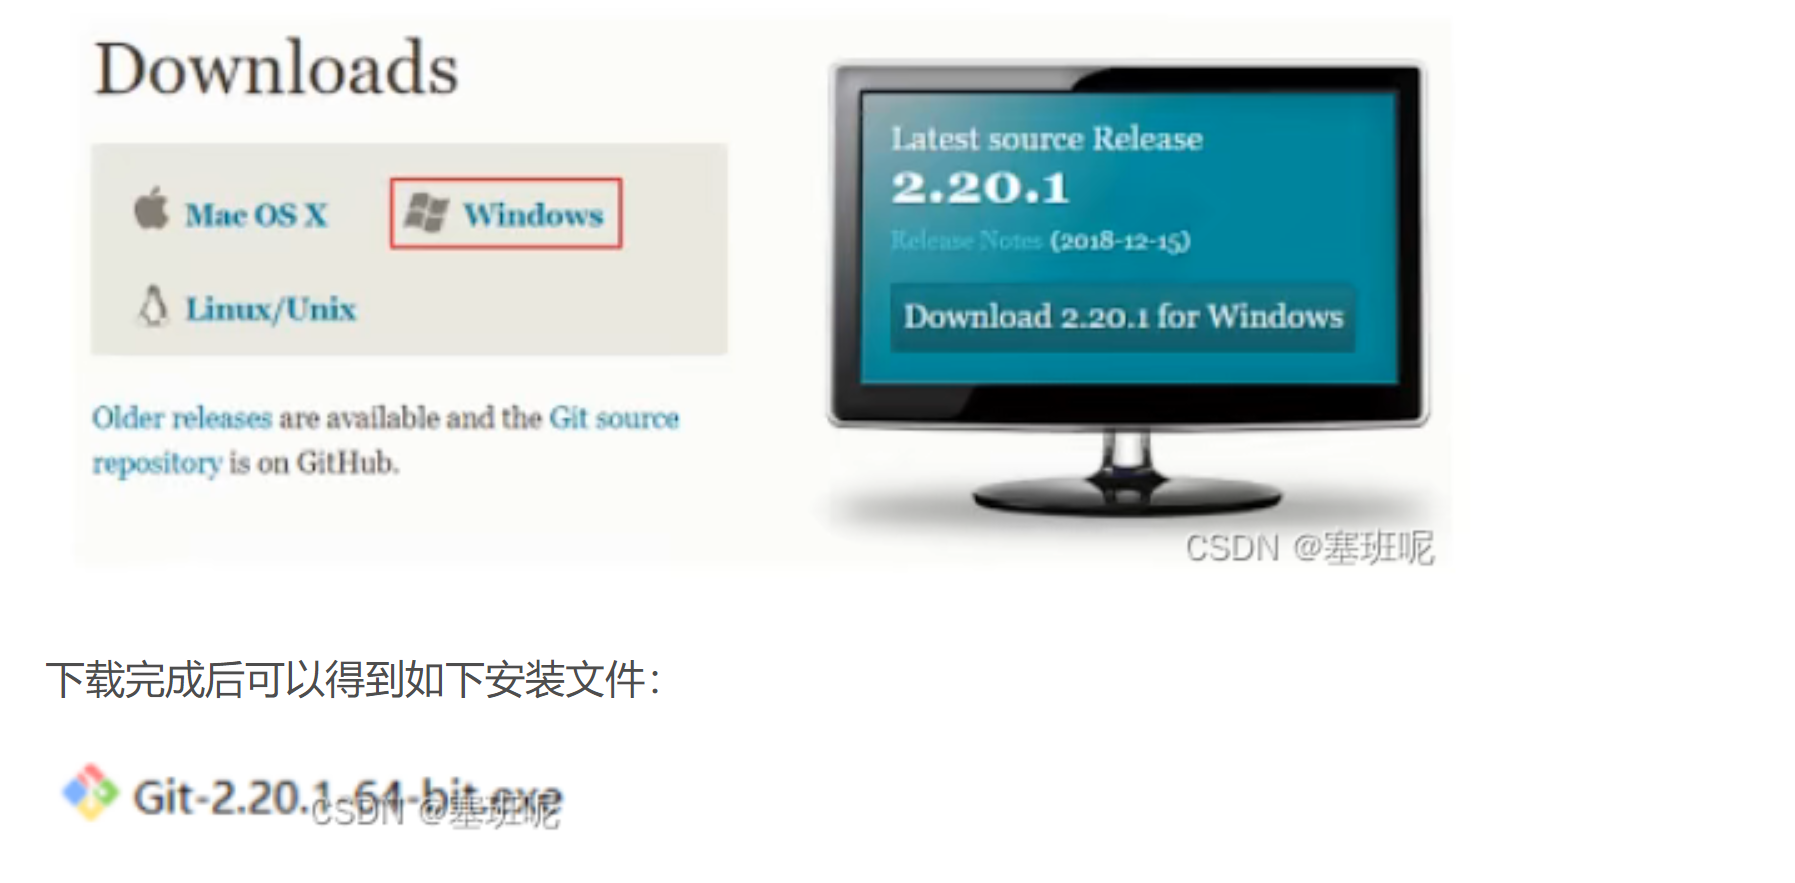 Downloads
Mac OS X
Windows
Linux/Unix
Older releases are available and the Git source
repository is on GitHub.
Latest source Release
2.20.1
Release Notes (2018-12-15)
Download 2.20.1 for Windows
CSDN @塞班呢
下载完成后可以得到如下安装文件：
Git-2.20.1-64-bit.exe
CSDN @塞班呢